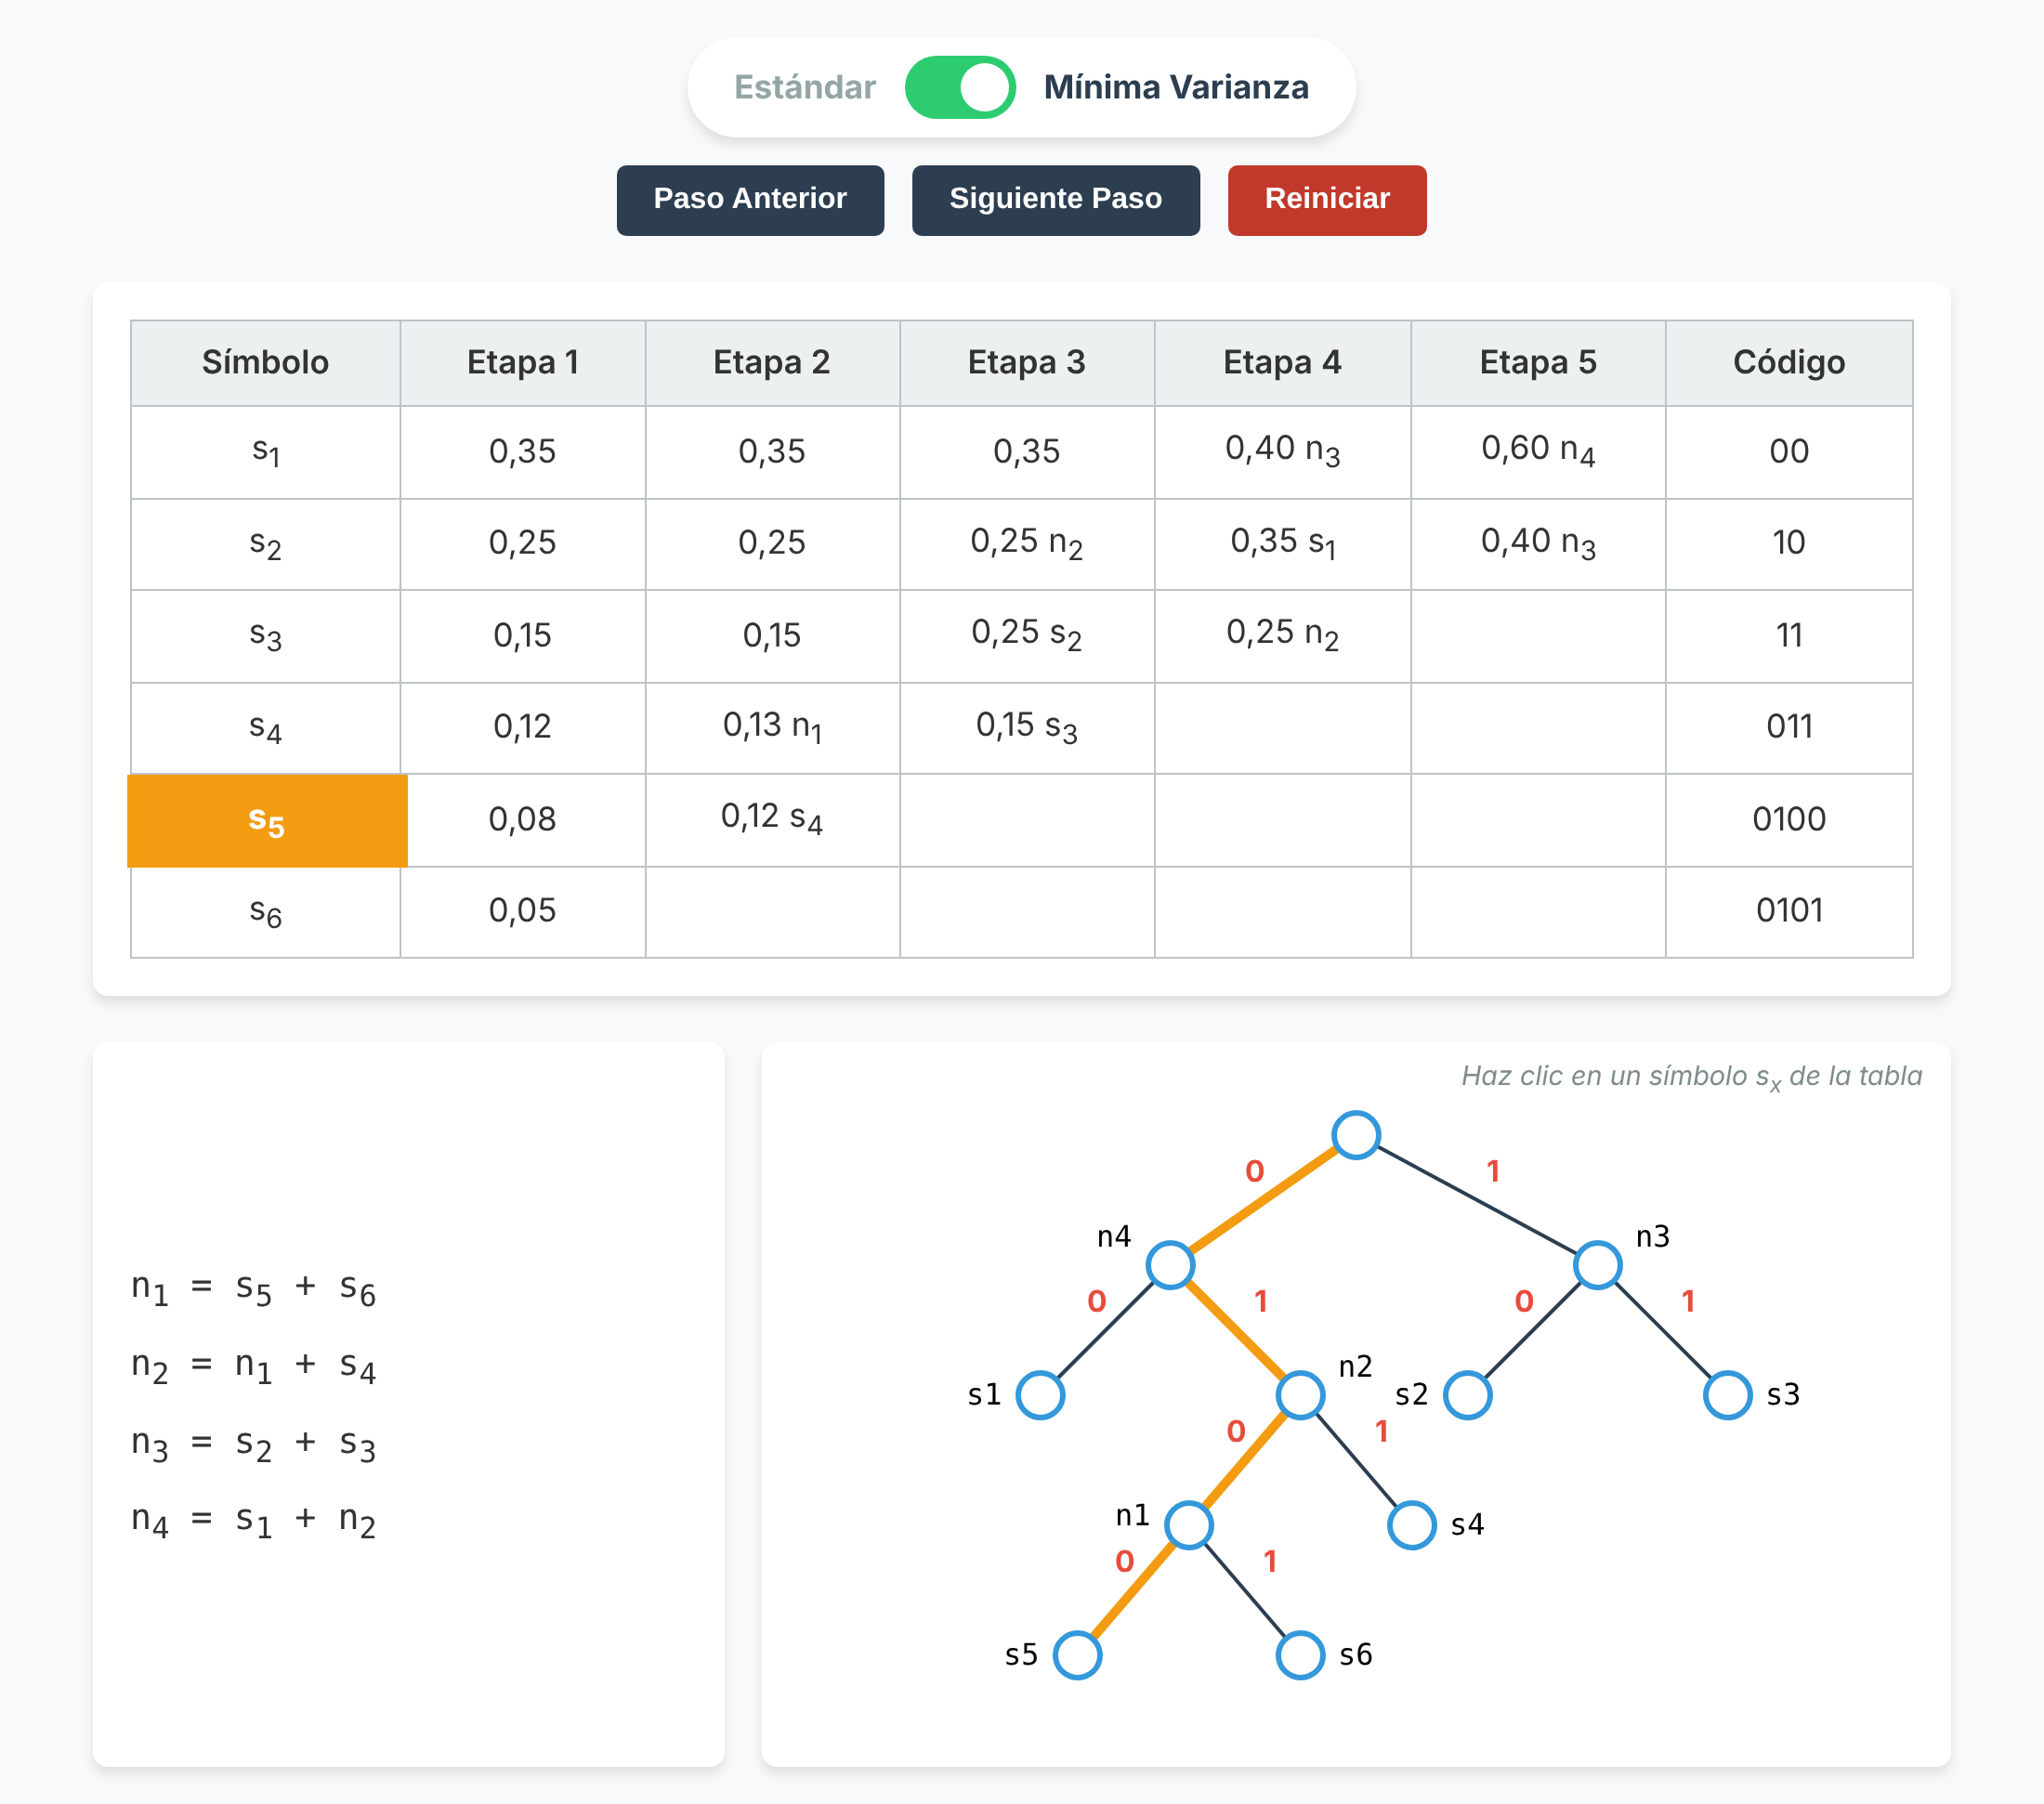 Estándar Mínima Varianza
Paso Anterior Siguiente Paso Reiniciar
Símbolo Etapa 1 Etapa 2 Etapa 3 Etapa 4 Etapa 5 Código
s₁ 0,35 0,35 0,35 0,40 n₃ 0,60 n₄ 00
s₂ 0,25 0,25 0,25 n₂ 0,35 s₁ 0,40 n₃ 10
s₃ 0,15 0,15 0,25 s₂ 0,25 n₂ 11
s₄ 0,12 0,13 n₁ 0,15 s₃ 011
s₅ 0,08 0,12 s₄ 0100
s₆ 0,05 0101
n₁ = s₅ + s₆
n₂ = n₁ + s₄
n₃ = s₂ + s₃
n₄ = s₁ + n₂
Haz clic en un símbolo sₓ de la tabla
0 1
n4 n3
0 1 0 1
s1 n2 s2 s3
0 1
n1 s4
0 1
s5 s6